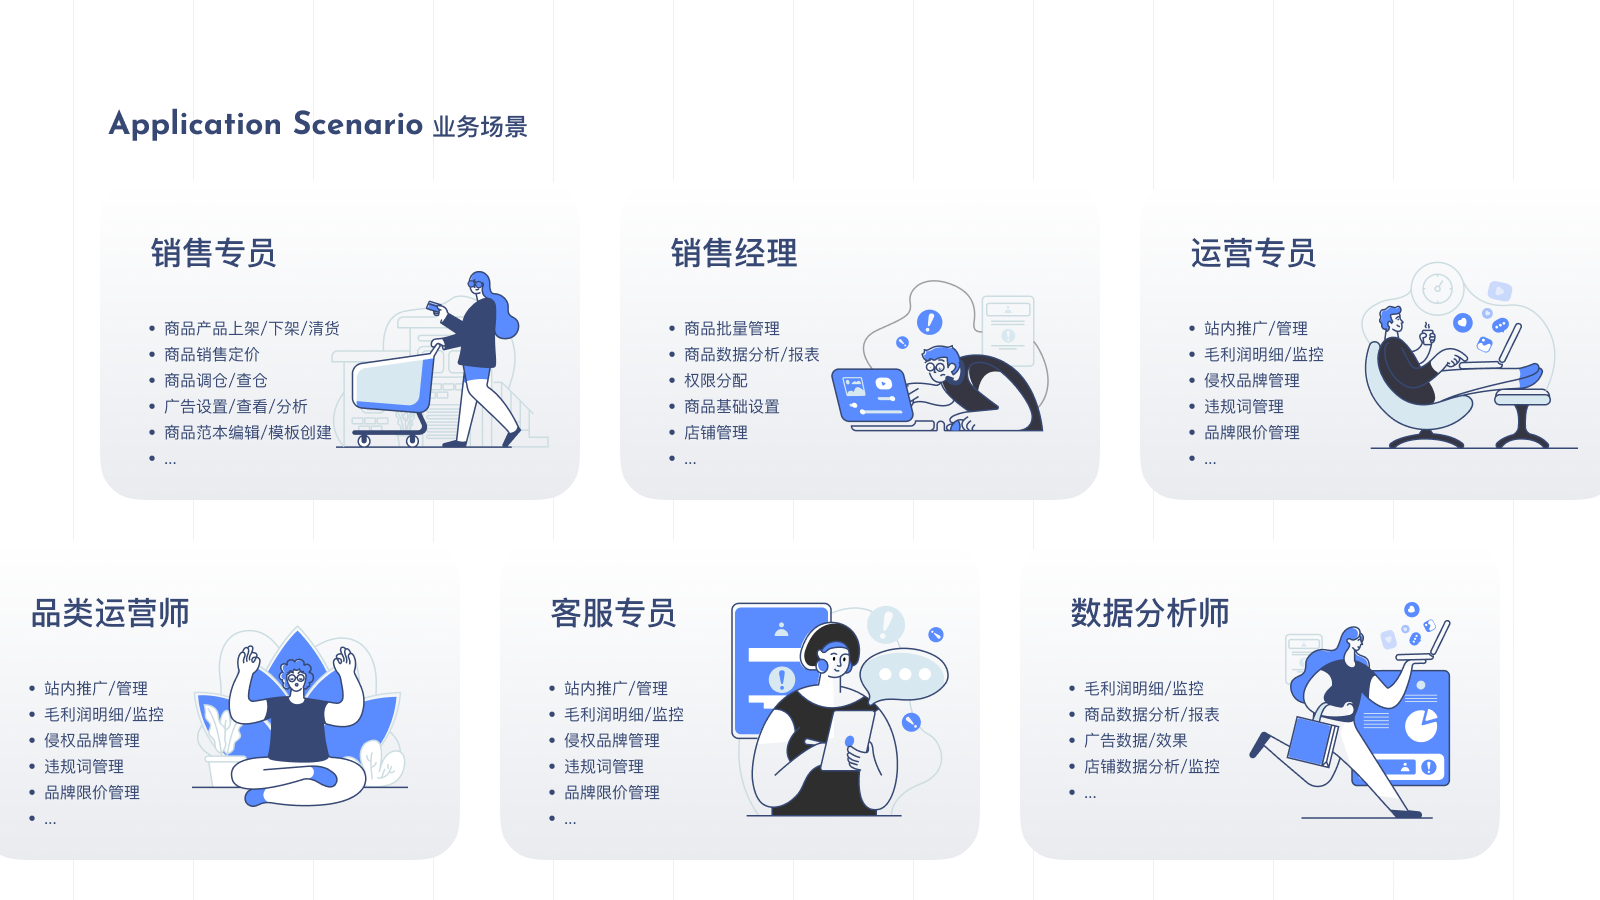 Application Scenario 业务场景
销售专员
• 商品产品上架/下架/清货
• 商品销售定价
• 商品调仓/查仓
• 广告设置/查看/分析
• 商品范本编辑/模板创建
• ...
销售经理
• 商品批量管理
• 商品数据分析/报表
• 权限分配
• 商品基础设置
• 店铺管理
• ...
运营专员
• 站内推广/管理
• 毛利润明细/监控
• 侵权品牌管理
• 违规词管理
• 品牌限价管理
• ...
品类运营师
• 站内推广/管理
• 毛利润明细/监控
• 侵权品牌管理
• 违规词管理
• 品牌限价管理
• ...
客服专员
• 站内推广/管理
• 毛利润明细/监控
• 侵权品牌管理
• 违规词管理
• 品牌限价管理
• ...
数据分析师
• 毛利润明细/监控
• 商品数据分析/报表
• 广告数据/效果
• 店铺数据分析/监控
• ...